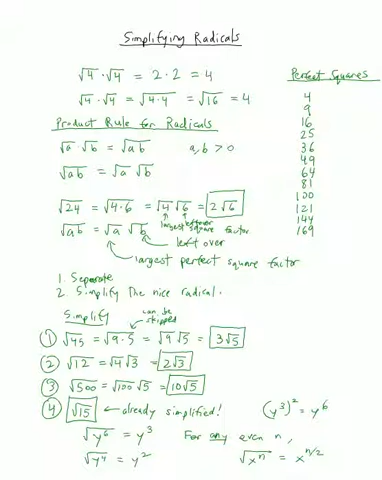 Simplifying Radicals
√4 · √4 = 2 · 2 = 4
√4 · √4 = √(4·4) = √16 = 4
Product Rule for Radicals
√a √b = √ab a, b > 0
√ab = √a √b
√24 = √(4·6) = √4 √6 = 2√6
largest square factor
leftover
√ab = √a √b
left over
largest perfect square factor
1. Separate
2. Simplify the nice radical.
Simplify
can be skipped
① √45 = √(9·5) = √9 √5 = 3√5
② √12 = √4 √3 = 2√3
③ √500 = √100 √5 = 10√5
④ √15 ← already simplified! (y³)² = y⁶
√y⁶ = y³ For any even n,
√y⁴ = y² √xⁿ = x^(n/2)
Perfect Squares
4
9
16
25
36
49
64
81
100
121
144
169